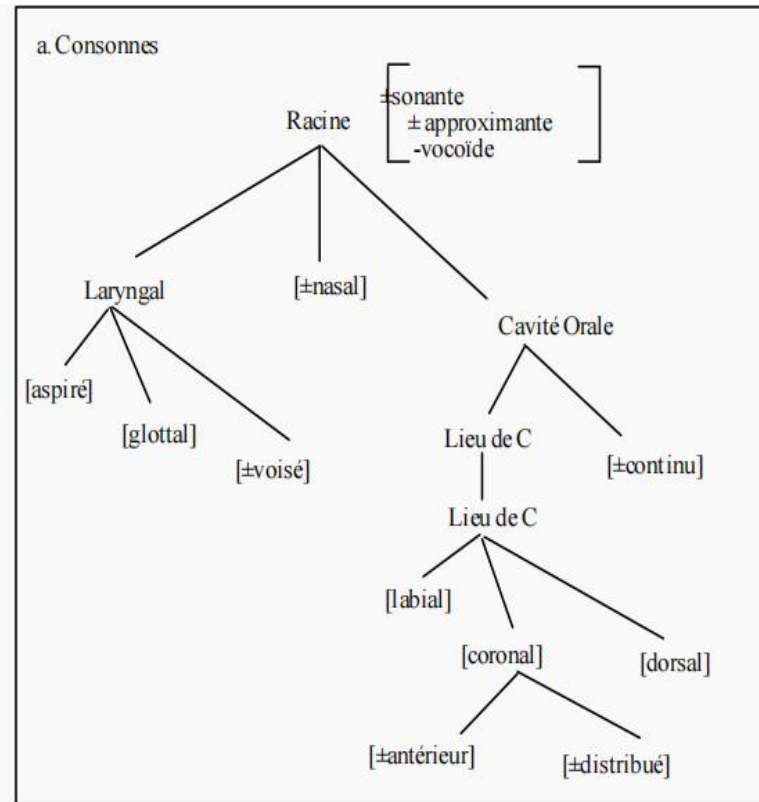 a. Consonnes
±sonante
Racine
± approximante
-vocoïde
Laryngal
[±nasal]
Cavité Orale
[aspiré]
[glottal]
Lieu de C
[±continu]
[±voisé]
Lieu de C
[labial]
[coronal]
[dorsal]
[±antérieur]
[±distribué]